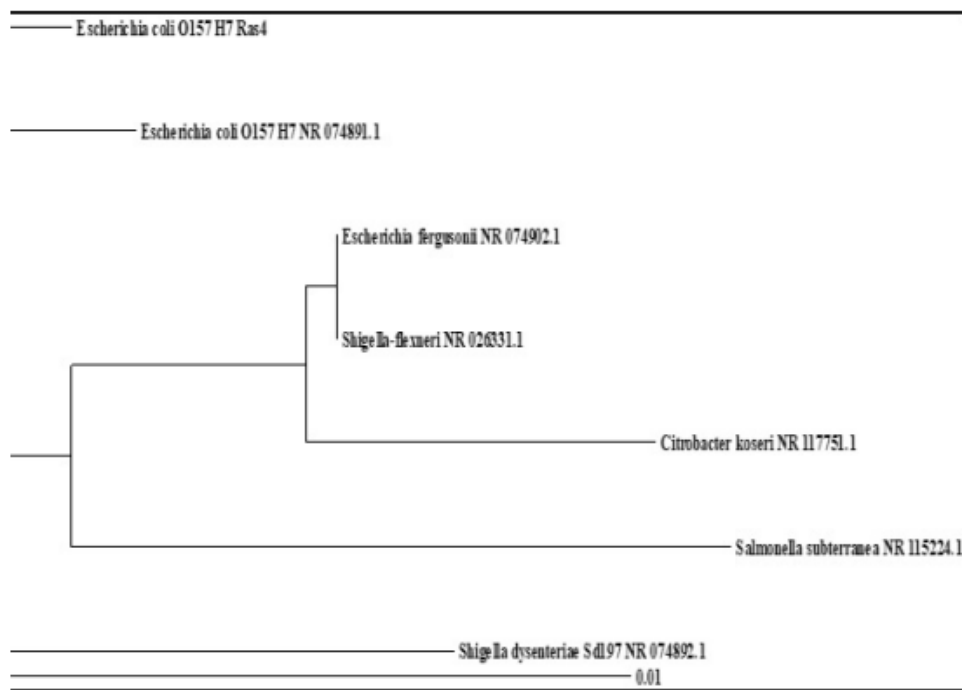 Escherichia coli O157 H7 Ras4
Escherichia coli O157 H7 NR 074891.1
Escherichia fergusonii NR 074902.1
Shigella-flexneri NR 026331.1
Citrobacter koseri NR 117751.1
Salmonella subterranea NR 115224.1
Shigella dysenteriae Sd197 NR 074892.1
0.01